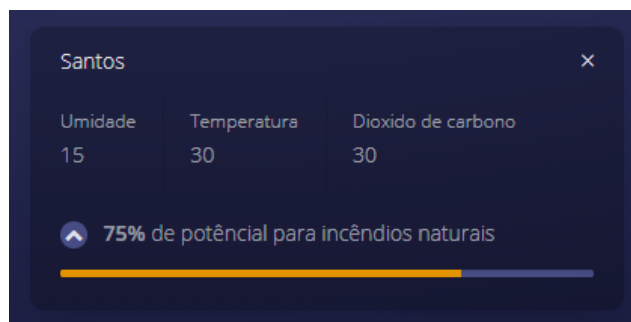 Santos ×
Umidade Temperatura Dioxido de carbono
15 30 30
75% de potêncial para incêndios naturais